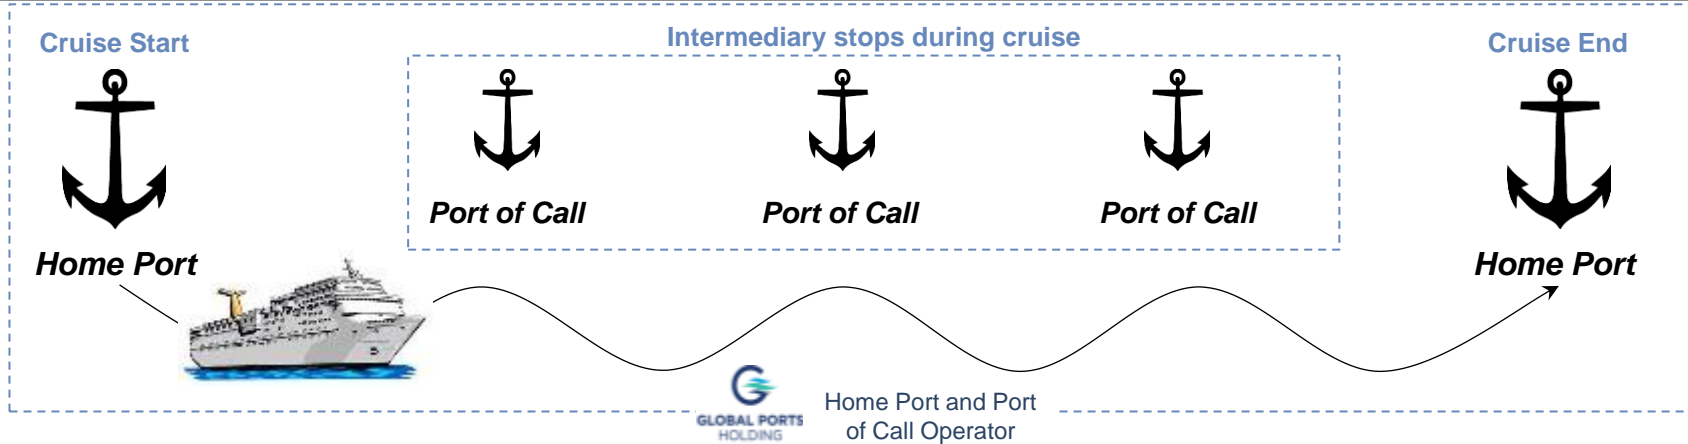 Cruise Start
Intermediary stops during cruise
Cruise End
Port of Call
Port of Call
Port of Call
Home Port
Home Port
GLOBAL PORTS
HOLDING
Home Port and Port
of Call Operator